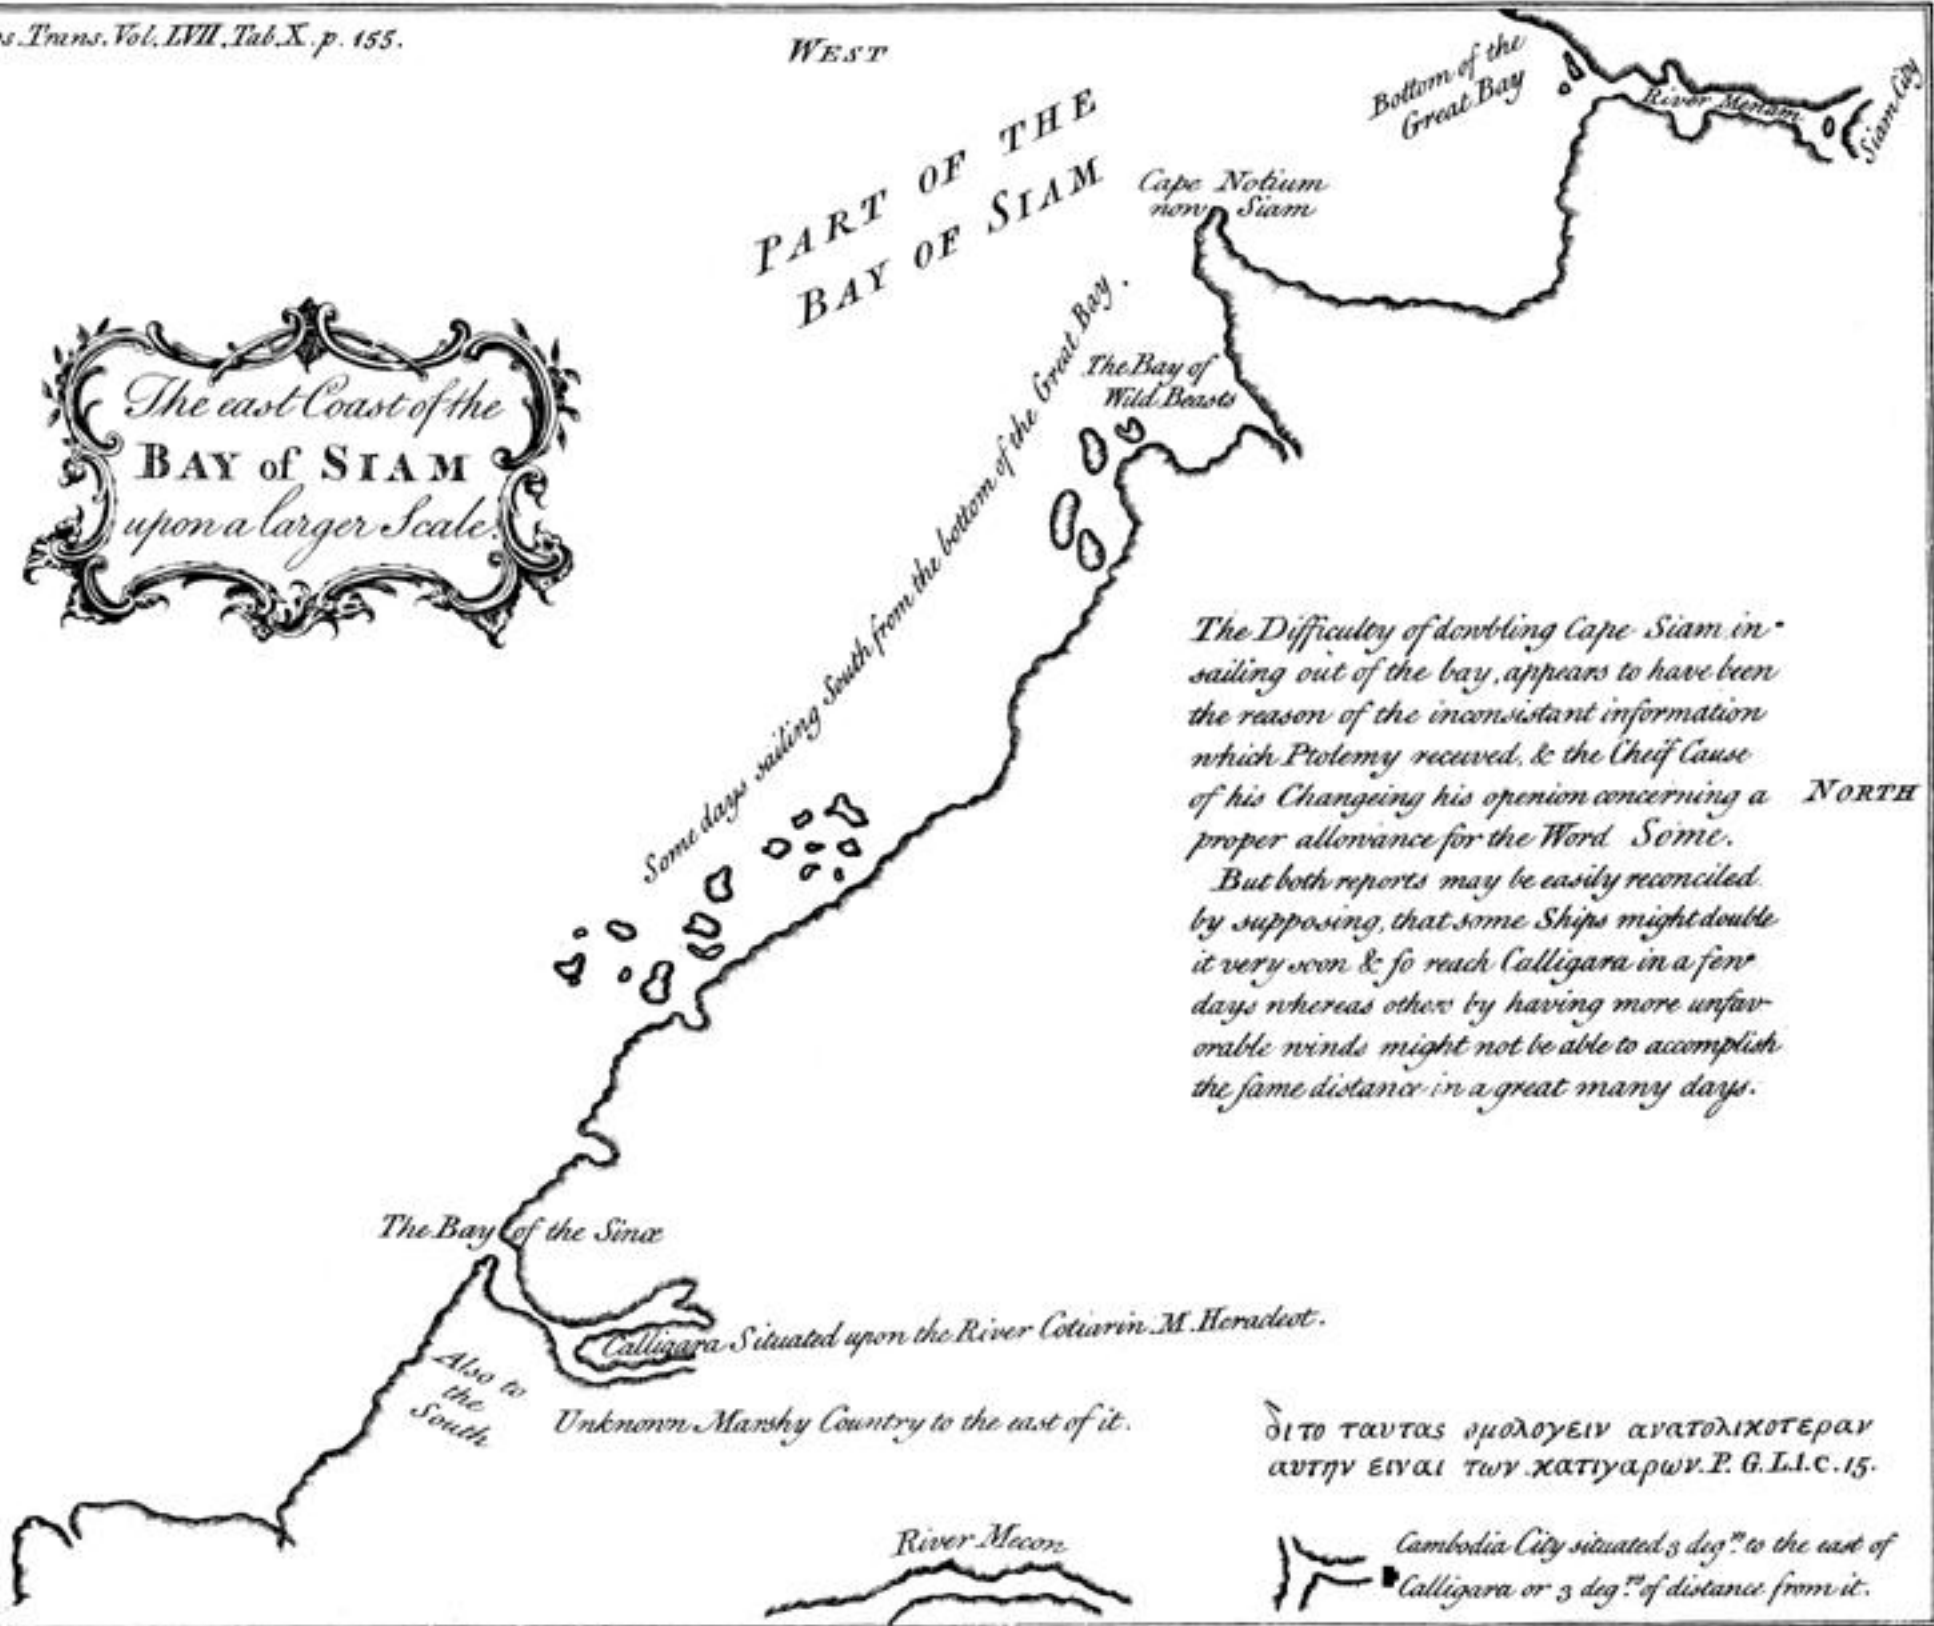 s. Trans. Vol. LVII. Tab. X. p. 155.
WEST
Bottom of the
Great Bay
River Menam
Siam City
PART OF THE
BAY OF SIAM
Cape Notium
now Siam
The east Coast of the
BAY of SIAM
upon a larger Scale.
The Bay of
Wild Beasts
Some days sailing South from the bottom of the Great Bay.
The Difficulty of dowbling Cape Siam in
sailing out of the bay, appears to have been
the reason of the inconsistant information
which Ptolemy received, & the Cheif Cause
of his Changeing his openion concerning a
proper allowance for the Word Some.
But both reports may be easily reconciled
by supposing, that some Ships might double
it very soon & so reach Calligara in a few
days whereas others by having more unfav-
orable winds might not be able to accomplish
the same distance in a great many days.
NORTH
The Bay of the Sinæ
Calligara Situated upon the River Cotiarin. M. Heradeot.
Also to
the
South
Unknown Marshy Country to the east of it.
διτο ταυτας ομολογειν ανατολικοτεραν
αυτην ειναι των κατιγαρων. P. G. L. I. c. 15.
River Mecon
Cambodia City situated 3 deg.ʳˢ to the east of
Calligara or 3 deg.ʳˢ of distance from it.